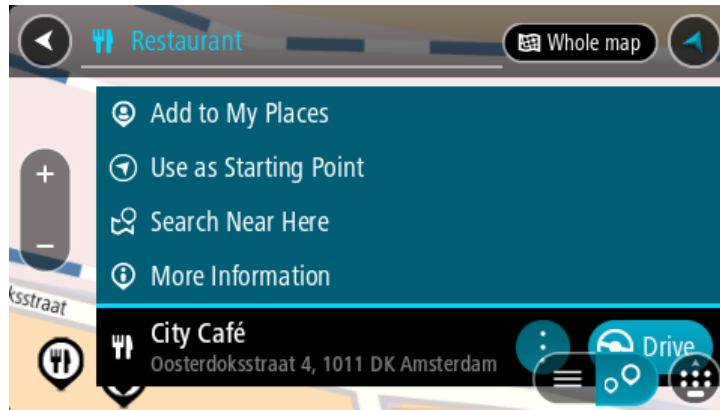 Restaurant
Whole map
Add to My Places
Use as Starting Point
Search Near Here
More Information
ksstraat
City Café
Drive
Oosterdoksstraat 4, 1011 DK Amsterdam